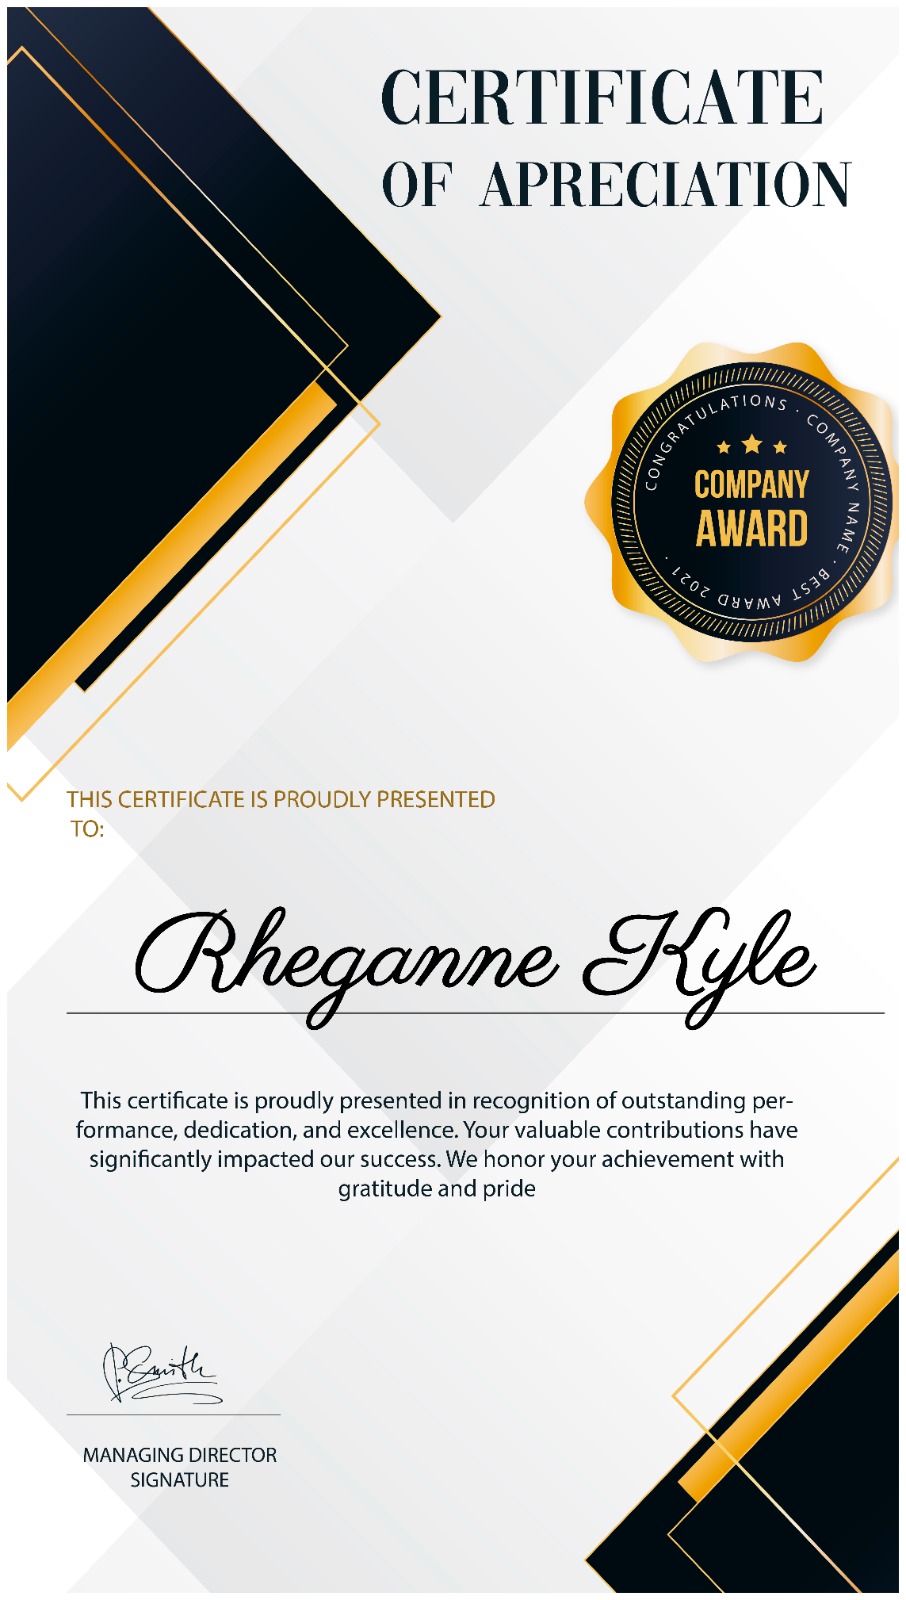 CERTIFICATE
OF APRECIATION
CONGRATULATIONS · COMPANY NAME · BEST AWARD 2021 ·
COMPANY
AWARD
THIS CERTIFICATE IS PROUDLY PRESENTED
TO:
Rheganne Kyle
This certificate is proudly presented in recognition of outstanding per-
formance, dedication, and excellence. Your valuable contributions have
significantly impacted our success. We honor your achievement with
gratitude and pride
P.Smith
MANAGING DIRECTOR
SIGNATURE